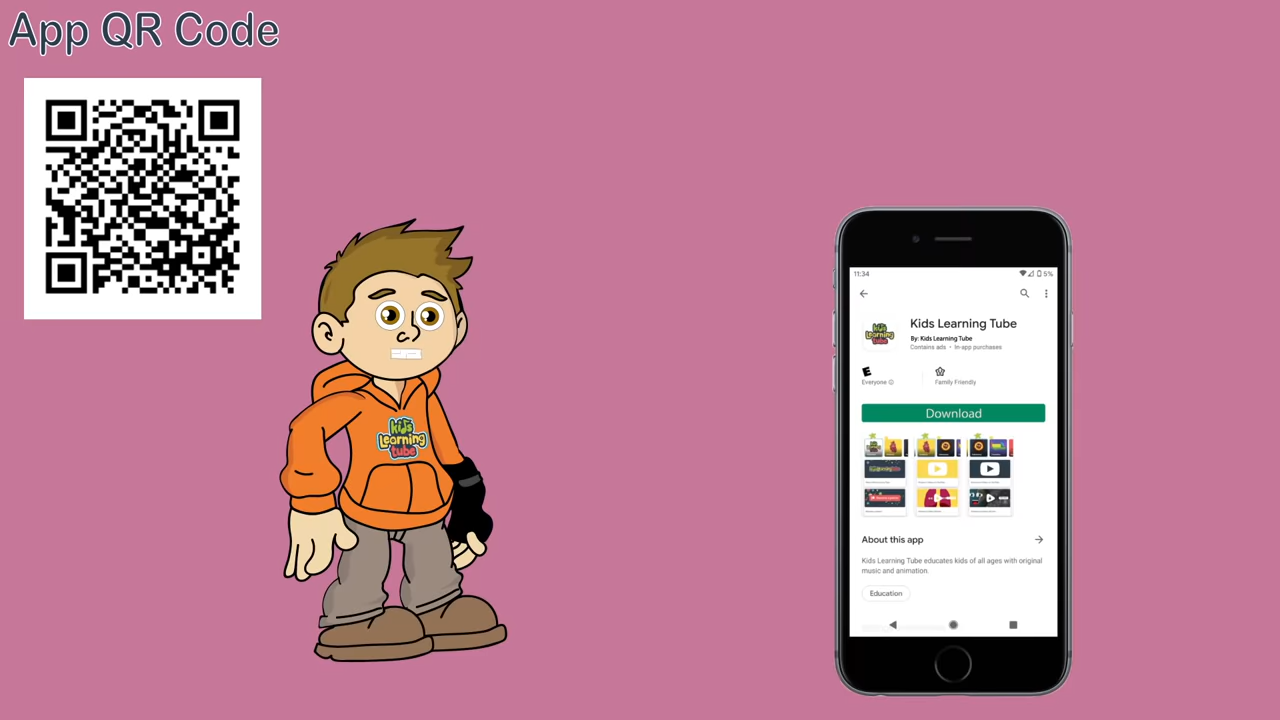 App QR Code
kids
Learning
tube
11:34
5%
Kids Learning Tube
By: Kids Learning Tube
Contains ads • In-app purchases
Everyone
Family Friendly
Download
About this app
Kids Learning Tube educates kids of all ages with original
music and animation.
Education